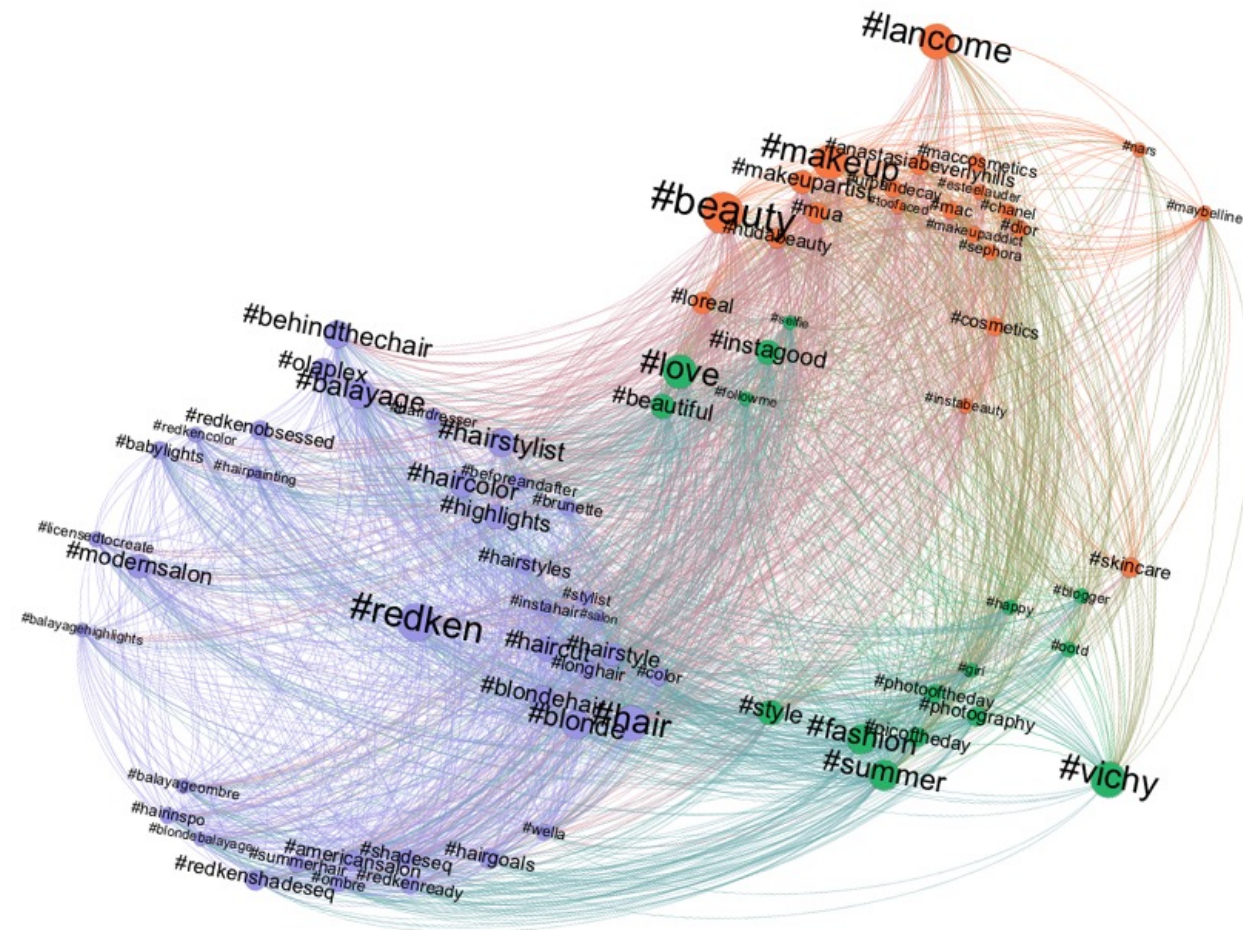 #lancome
#nars
#makeup
#anastasiabeverlyhills
#maccosmetics
#makeupartist
#urbandecay
#esteelauder
#toofaced
#mac
#chanel
#maybelline
#beauty
#mua
#makeupaddict
#dior
#hudabeauty
#sephora
#loreal
#selfie
#cosmetics
#behindthechair
#instagood
#olaplex
#love
#balayage
#beautiful
#followme
#instabeauty
#hairdresser
#redkenobsessed
#redkencolor
#hairstylist
#babylights
#hairpainting
#haircolor
#beforeandafter
#brunette
#highlights
#licensedtocreate
#modernsalon
#hairstyles
#skincare
#stylist
#instahair
#salon
#happy
#blogger
#redken
#balayagehighlights
#haircut
#hairstyle
#ootd
#longhair
#color
#girl
#blondehair
#photooftheday
#blonde
#hair
#style
#photography
#fashion
#picoftheday
#summer
#vichy
#balayageombre
#hairinspo
#wella
#blondebalayage
#shadeseq
#hairgoals
#americansalon
#summerhair
#redkenshadeseq
#ombre
#redkenready